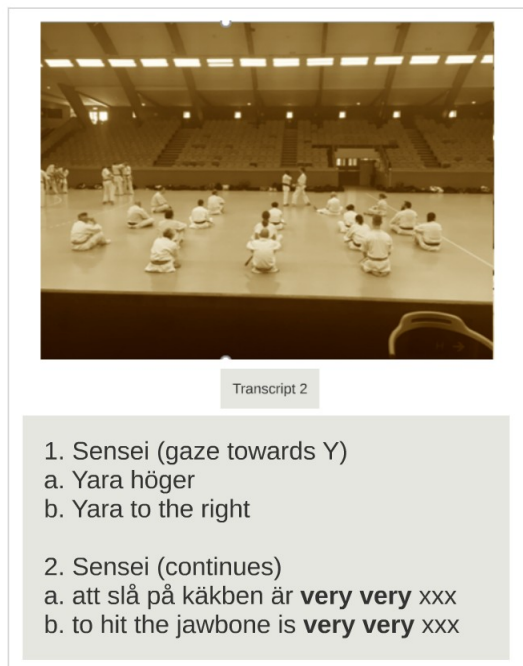 Transcript 2
1. Sensei (gaze towards Y)
a. Yara höger
b. Yara to the right
2. Sensei (continues)
a. att slå på käkben är very very xxx
b. to hit the jawbone is very very xxx